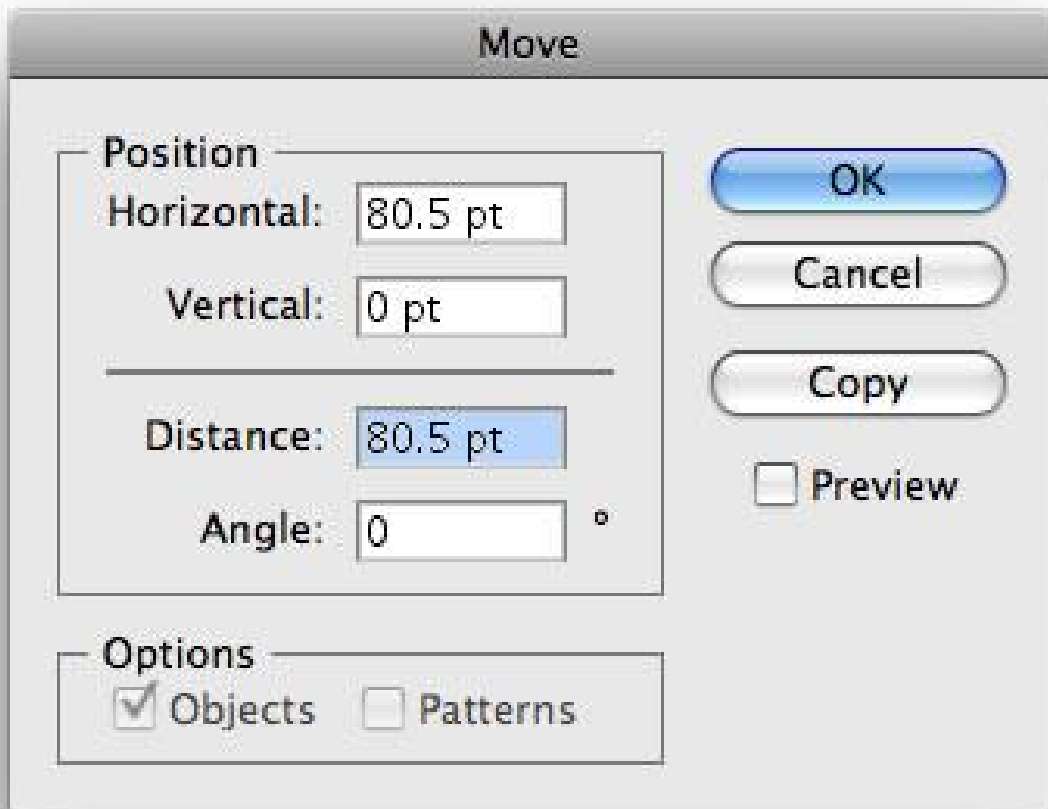 Move
Position
Horizontal: 80.5 pt
Vertical: 0 pt
Distance: 80.5 pt
Angle: 0 °
OK
Cancel
Copy
Preview
Options
Objects Patterns